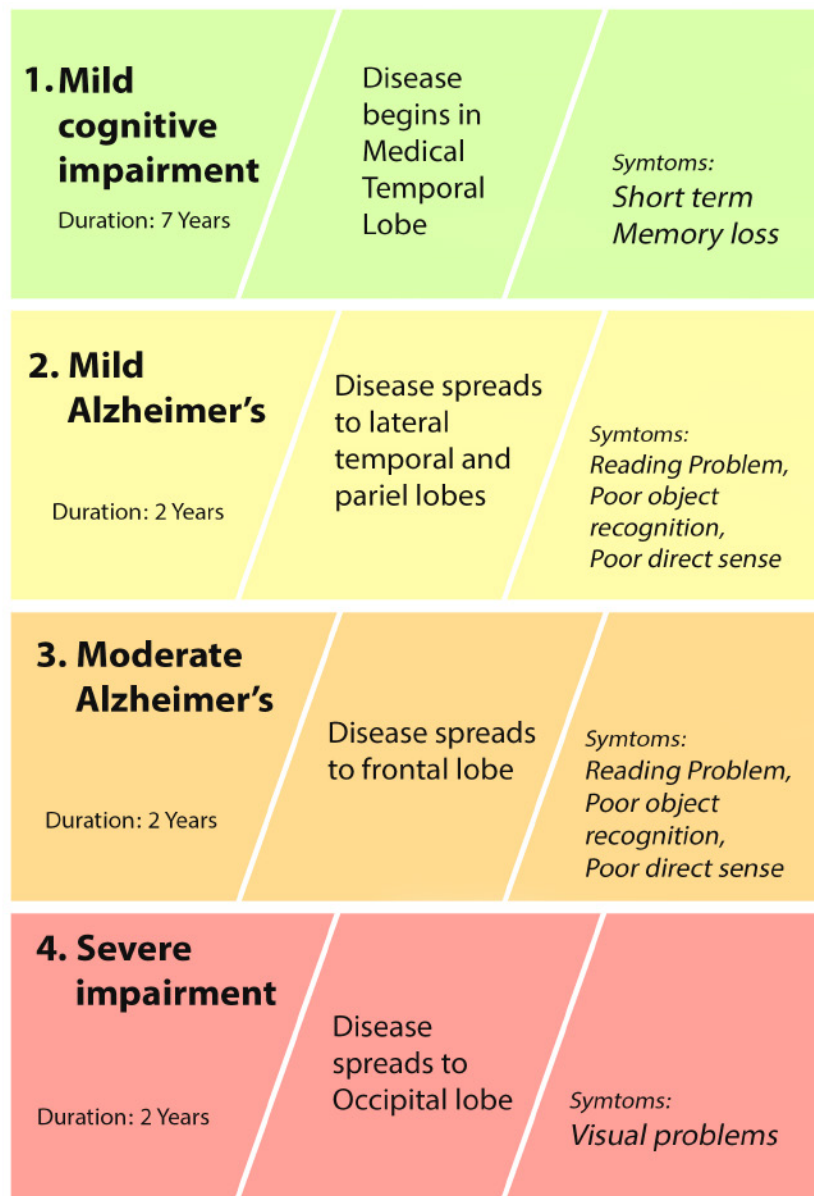 1. Mild
cognitive
impairment
Duration: 7 Years
Disease
begins in
Medical
Temporal
Lobe
Symtoms:
Short term
Memory loss
2. Mild
Alzheimer’s
Duration: 2 Years
Disease spreads
to lateral
temporal and
pariel lobes
Symtoms:
Reading Problem,
Poor object
recognition,
Poor direct sense
3. Moderate
Alzheimer’s
Duration: 2 Years
Disease spreads
to frontal lobe
Symtoms:
Reading Problem,
Poor object
recognition,
Poor direct sense
4. Severe
impairment
Duration: 2 Years
Disease
spreads to
Occipital lobe
Symtoms:
Visual problems